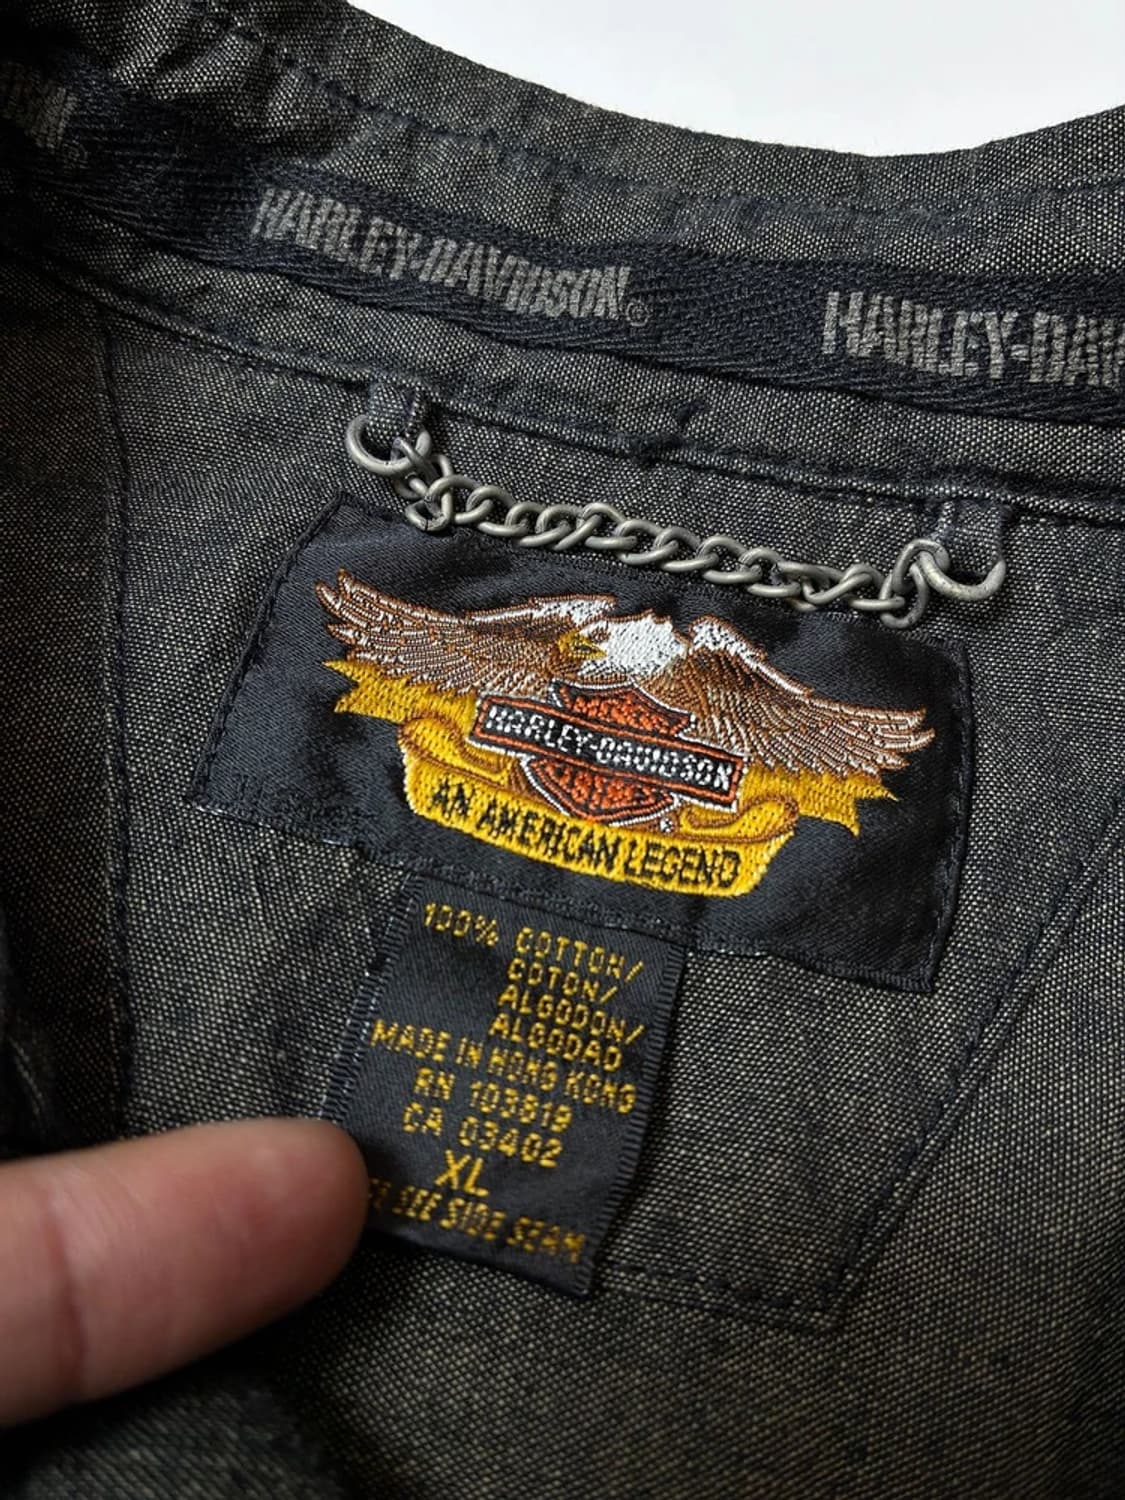 HARLEY-DAVIDSON®
HARLEY-DAV
MOTOR
HARLEY-DAVIDSON
AN AMERICAN LEGEND
100% COTTON/
COTON/
ALGODON/
ALGODAO
MADE IN HONG KONG
RN 103819
CA 03402
XL
SEE SIDE SEAM